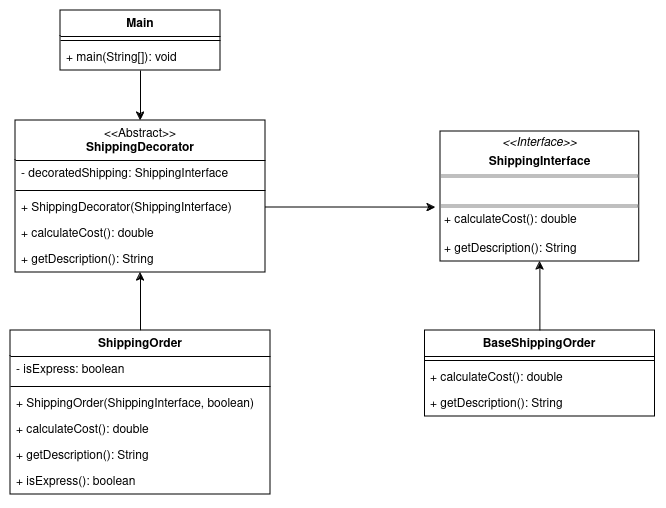 Main
+ main(String[]): void
<<Abstract>>
ShippingDecorator
- decoratedShipping: ShippingInterface
+ ShippingDecorator(ShippingInterface)
+ calculateCost(): double
+ getDescription(): String
<<Interface>>
ShippingInterface
+ calculateCost(): double
+ getDescription(): String
ShippingOrder
- isExpress: boolean
+ ShippingOrder(ShippingInterface, boolean)
+ calculateCost(): double
+ getDescription(): String
+ isExpress(): boolean
BaseShippingOrder
+ calculateCost(): double
+ getDescription(): String